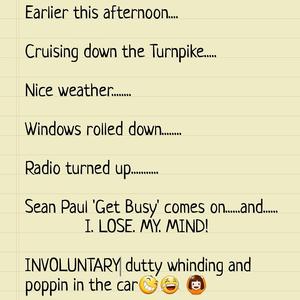 Earlier this afternoon....
Cruising down the Turnpike.....
Nice weather........
Windows rolled down........
Radio turned up...........
Sean Paul 'Get Busy' comes on......and......
I. LOSE. MY. MIND!
INVOLUNTARY dutty whinding and
poppin in the car